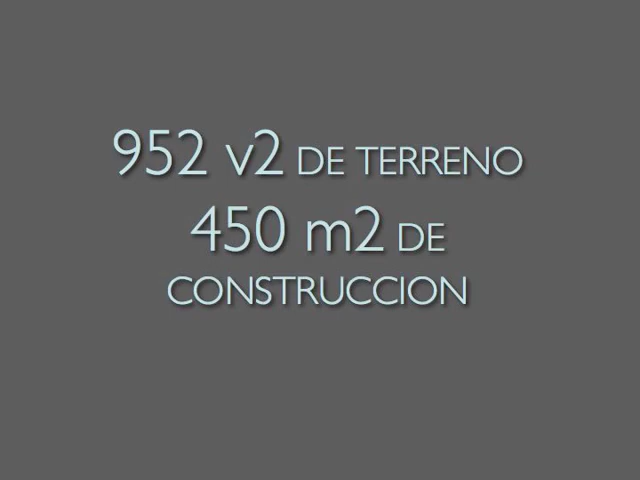 952 v2 DE TERRENO
450 m2 DE
CONSTRUCCION